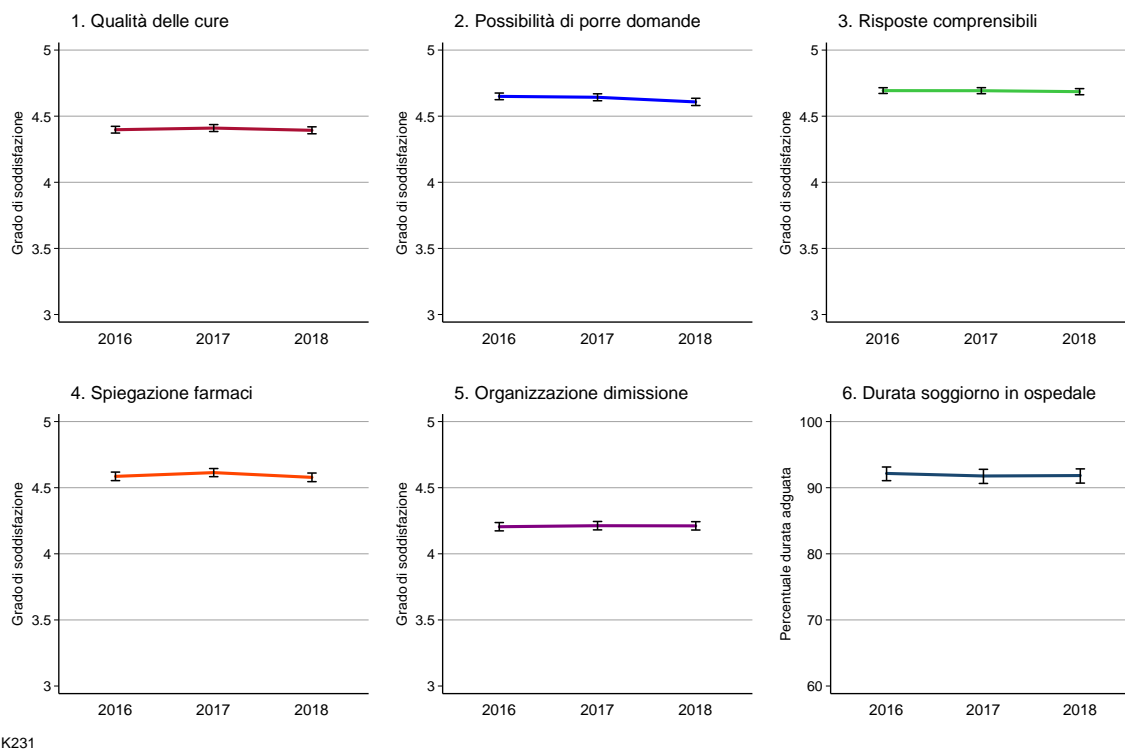 1. Qualità delle cure
5
4.5
4
3.5
3
Grado di soddisfazione
2016 2017 2018
2. Possibilità di porre domande
5
4.5
4
3.5
3
Grado di soddisfazione
2016 2017 2018
3. Risposte comprensibili
5
4.5
4
3.5
3
Grado di soddisfazione
2016 2017 2018
4. Spiegazione farmaci
5
4.5
4
3.5
3
Grado di soddisfazione
2016 2017 2018
5. Organizzazione dimissione
5
4.5
4
3.5
3
Grado di soddisfazione
2016 2017 2018
6. Durata soggiorno in ospedale
100
90
80
70
60
Percentuale durata adguata
2016 2017 2018
K231